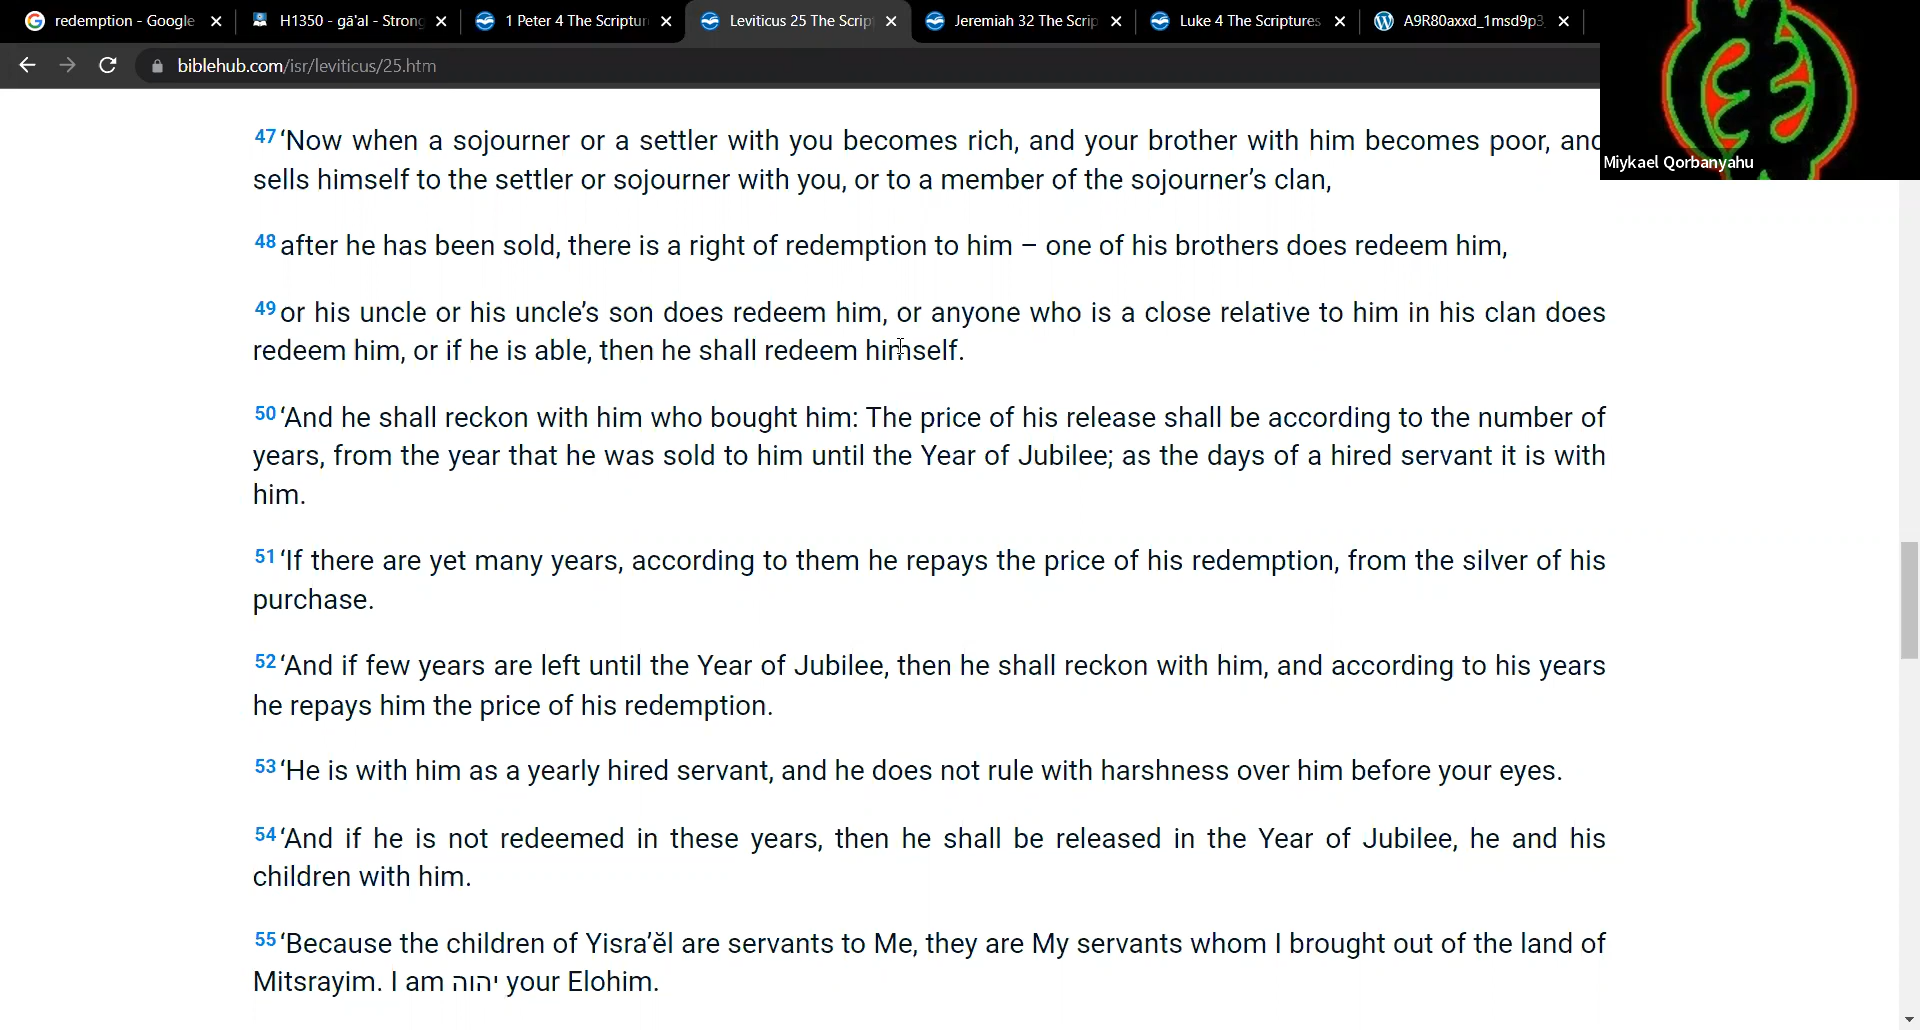 redemption - Google
H1350 - gā'al - Strong
1 Peter 4 The Scriptur
Leviticus 25 The Script
Jeremiah 32 The Scrip
Luke 4 The Scriptures
A9R80axxd_1msd9p3
biblehub.com/isr/leviticus/25.htm
Miykael Qorbanyahu
47 ‘Now when a sojourner or a settler with you becomes rich, and your brother with him becomes poor, and
sells himself to the settler or sojourner with you, or to a member of the sojourner’s clan,
48 after he has been sold, there is a right of redemption to him – one of his brothers does redeem him,
49 or his uncle or his uncle’s son does redeem him, or anyone who is a close relative to him in his clan does
redeem him, or if he is able, then he shall redeem himself.
50 ‘And he shall reckon with him who bought him: The price of his release shall be according to the number of
years, from the year that he was sold to him until the Year of Jubilee; as the days of a hired servant it is with
him.
51 ‘If there are yet many years, according to them he repays the price of his redemption, from the silver of his
purchase.
52 ‘And if few years are left until the Year of Jubilee, then he shall reckon with him, and according to his years
he repays him the price of his redemption.
53 ‘He is with him as a yearly hired servant, and he does not rule with harshness over him before your eyes.
54 ‘And if he is not redeemed in these years, then he shall be released in the Year of Jubilee, he and his
children with him.
55 ‘Because the children of Yisra’ĕl are servants to Me, they are My servants whom I brought out of the land of
Mitsrayim. I am יהוה your Elohim.